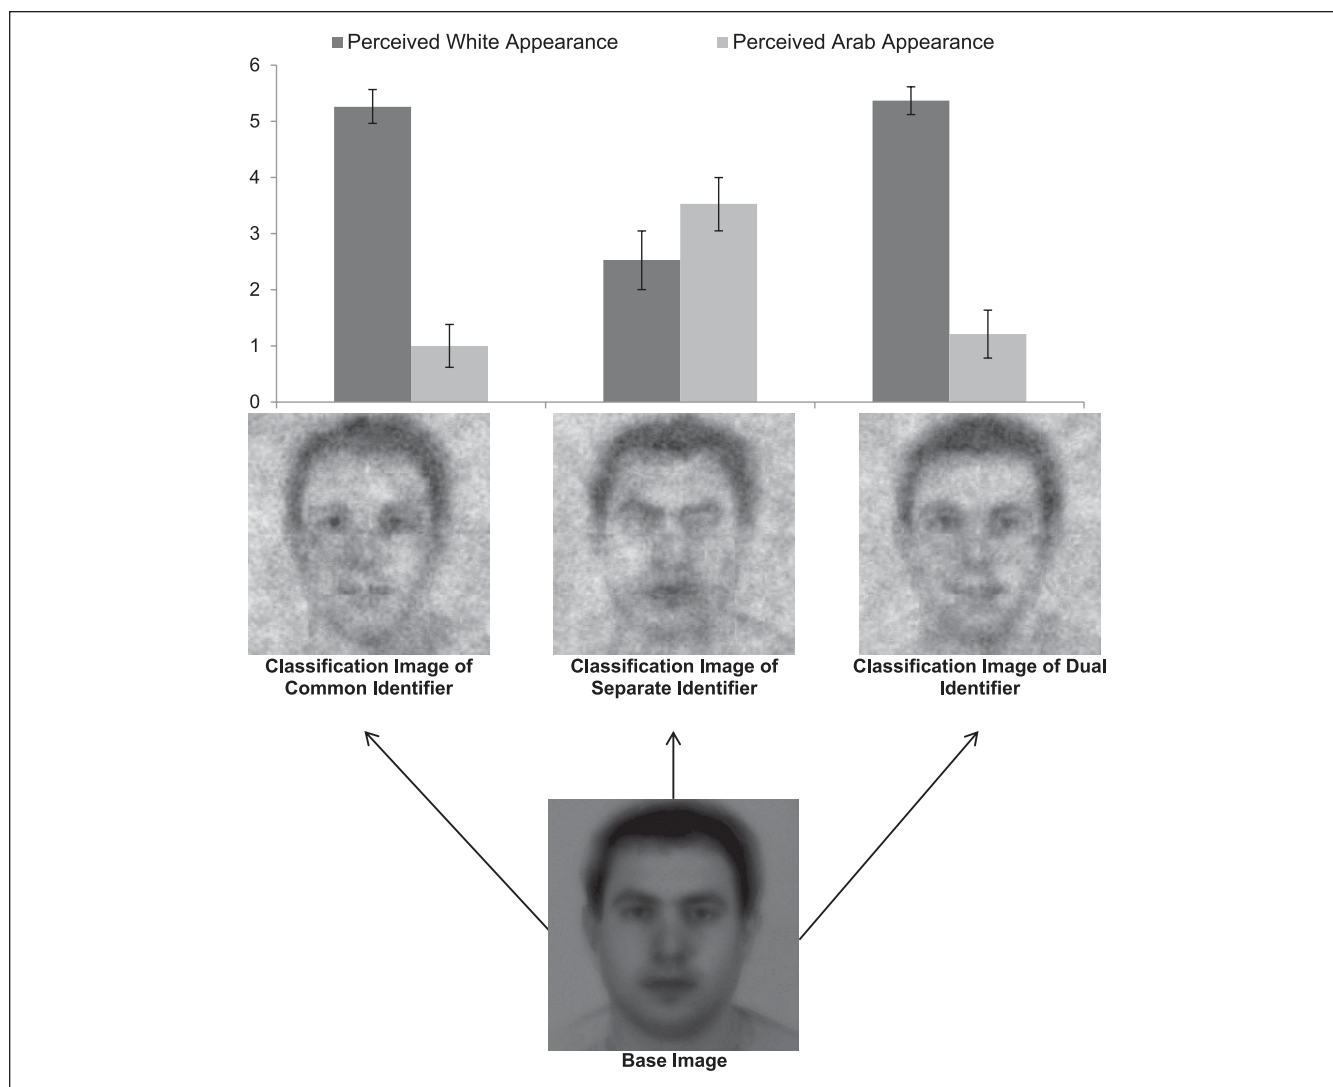 Perceived White Appearance
Perceived Arab Appearance
6
5
4
3
2
1
0
Classification Image of
Common Identifier
Classification Image of
Separate Identifier
Classification Image of Dual
Identifier
Base Image